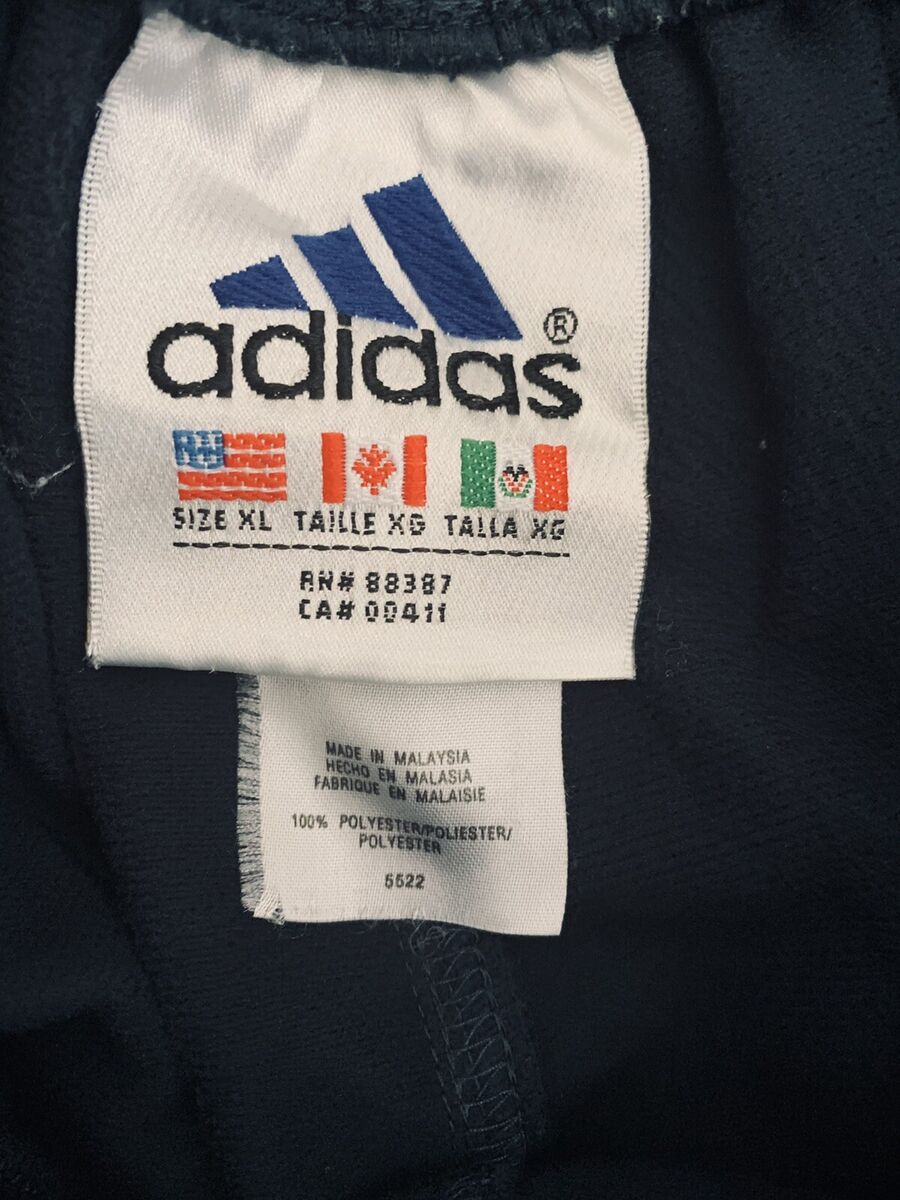 adidas®
SIZE XL TAILLE XG TALLA XG
RN# 88387
CA# 00411
MADE IN MALAYSIA
HECHO EN MALASIA
FABRIQUE EN MALAISIE
100% POLYESTER/POLIESTER/
POLYESTER
5522